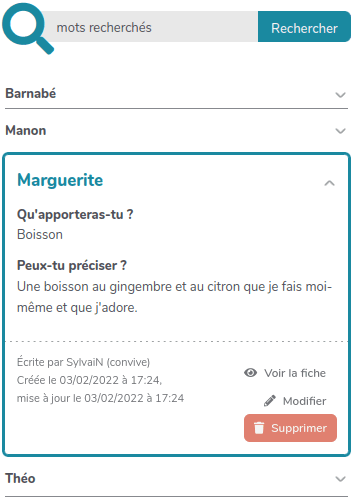 mots recherchés
Rechercher
Barnabé
Manon
Marguerite
Qu'apporteras-tu ?
Boisson
Peux-tu préciser ?
Une boisson au gingembre et au citron que je fais moi-
même et que j'adore.
Écrite par SylvaiN (convive)
Créée le 03/02/2022 à 17:24,
mise à jour le 03/02/2022 à 17:24
Voir la fiche
Modifier
Supprimer
Théo